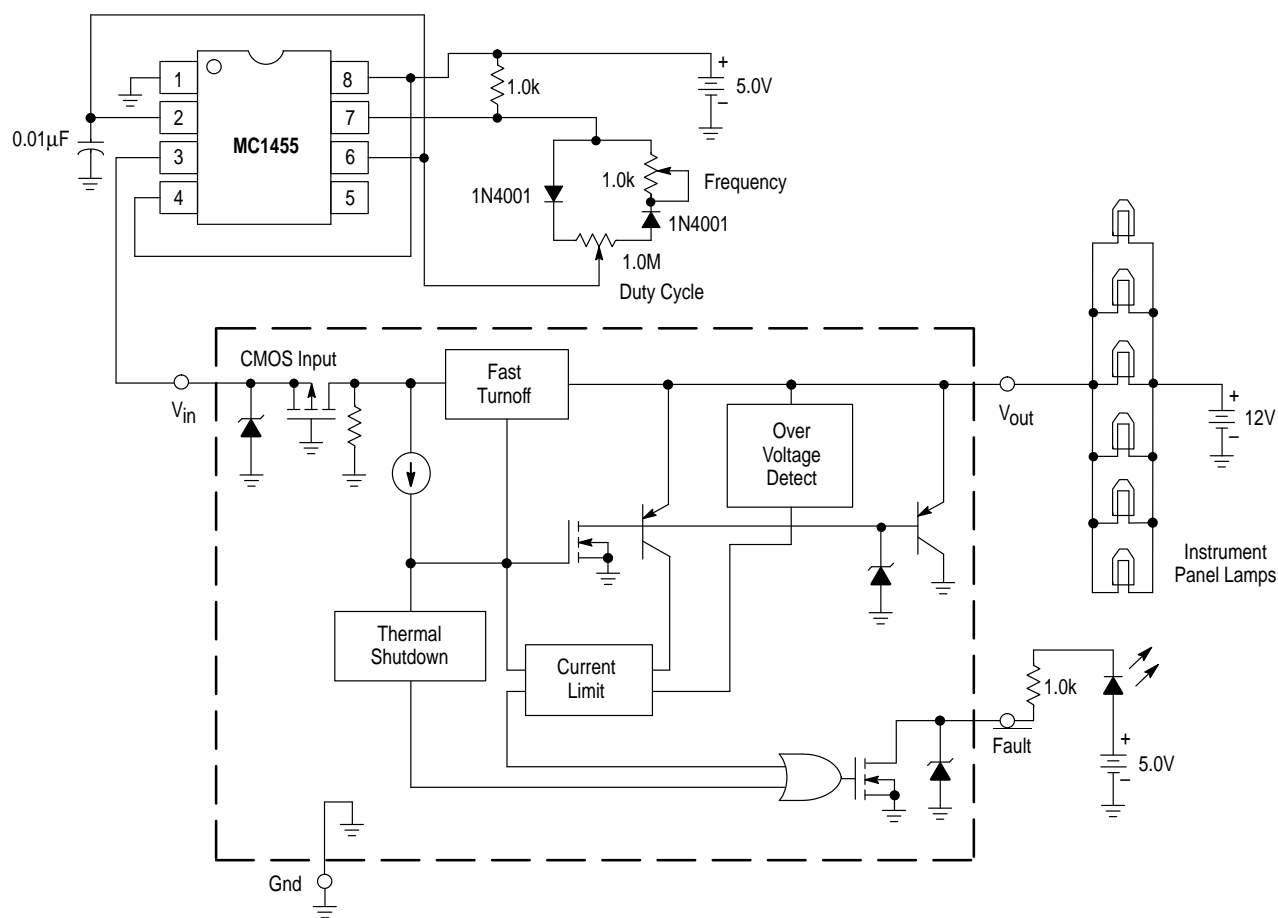 1
2
3
4
8
7
6
5
MC1455
0.01µF
1.0k
+
5.0V
−
1N4001
1.0k
Frequency
1N4001
1.0M
Duty Cycle
CMOS Input
Vin
Fast
Turnoff
Over
Voltage
Detect
Vout
+
12V
−
Instrument
Panel Lamps
Thermal
Shutdown
Current
Limit
1.0k
Fault
+
5.0V
−
Gnd